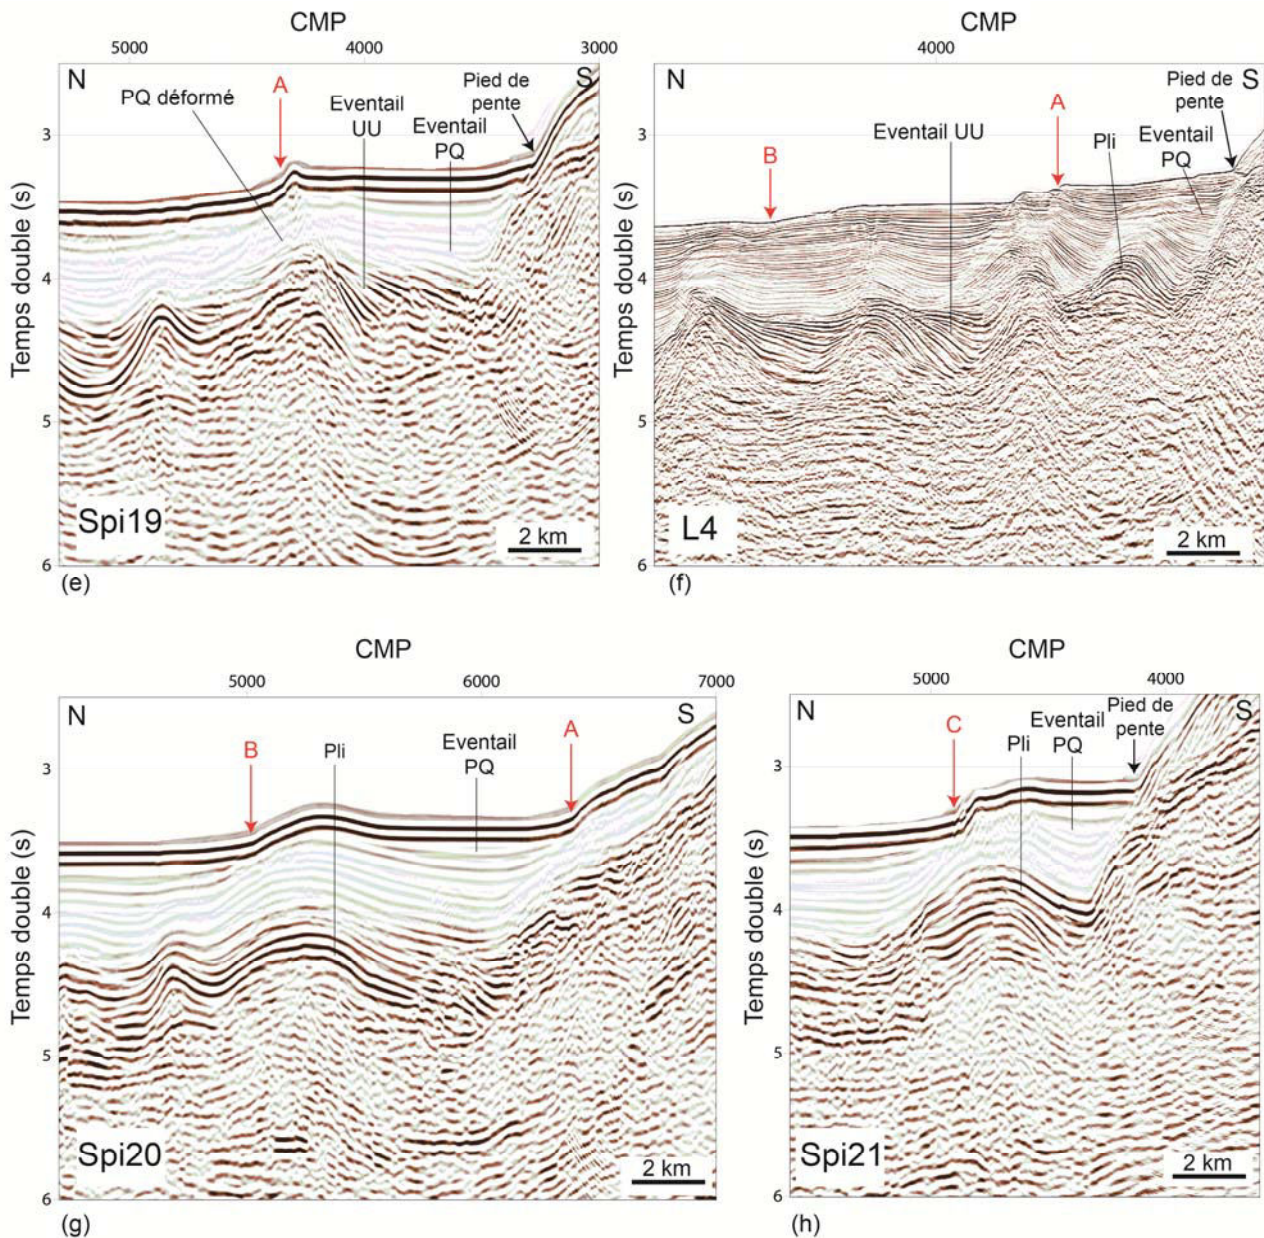 CMP
5000 4000 3000
N S
A
PQ déformé
Eventail
UU
Eventail
PQ
Pied de
pente
3
4
5
6
Temps double (s)
Spi19
2 km
(e)
CMP
4000
N S
B
Eventail UU
A
Pli
Eventail
PQ
Pied de
pente
3
4
5
6
Temps double (s)
L4
2 km
(f)
CMP
5000 6000 7000
N S
B
Pli
Eventail
PQ
A
3
4
5
6
Temps double (s)
Spi20
2 km
(g)
CMP
5000 4000
N S
C
Pli
Eventail
PQ
Pied de
pente
3
4
5
6
Temps double (s)
Spi21
2 km
(h)